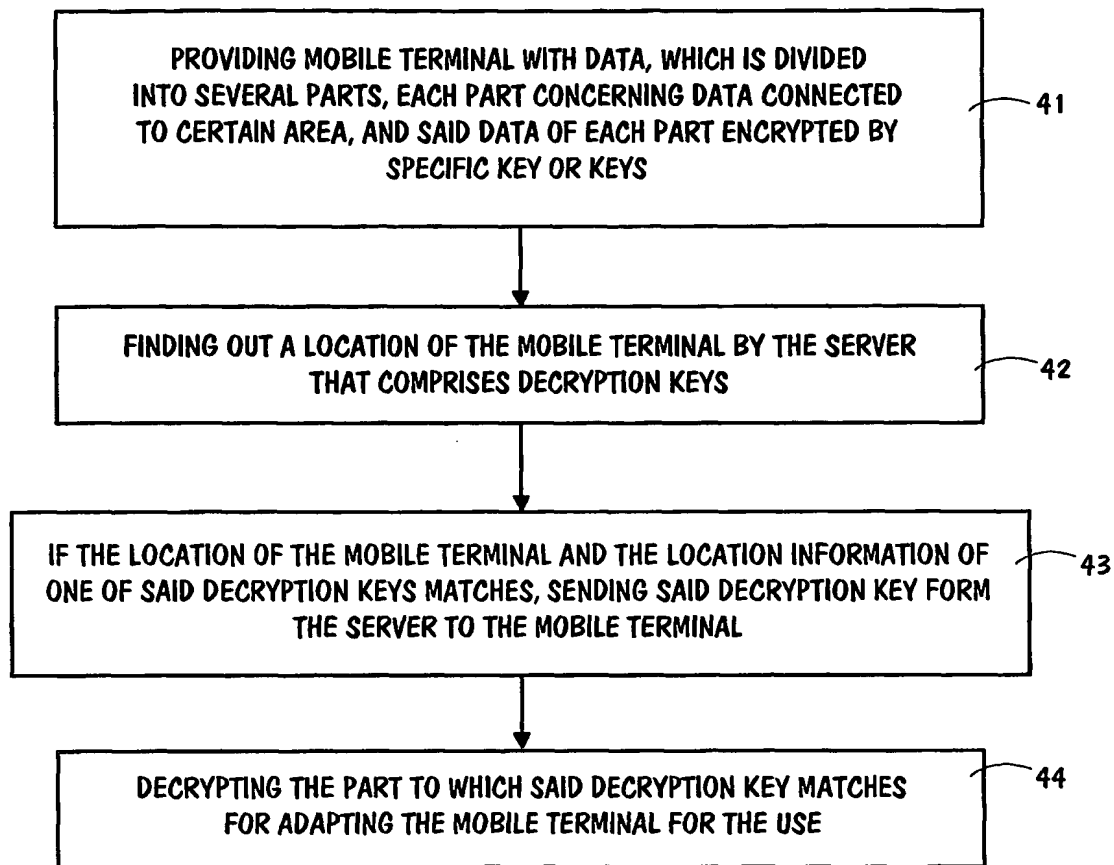 PROVIDING MOBILE TERMINAL WITH DATA, WHICH IS DIVIDED
INTO SEVERAL PARTS, EACH PART CONCERNING DATA CONNECTED
TO CERTAIN AREA, AND SAID DATA OF EACH PART ENCRYPTED BY
SPECIFIC KEY OR KEYS
41
FINDING OUT A LOCATION OF THE MOBILE TERMINAL BY THE SERVER
THAT COMPRISES DECRYPTION KEYS
42
IF THE LOCATION OF THE MOBILE TERMINAL AND THE LOCATION INFORMATION OF
ONE OF SAID DECRYPTION KEYS MATCHES, SENDING SAID DECRYPTION KEY FORM
THE SERVER TO THE MOBILE TERMINAL
43
DECRYPTING THE PART TO WHICH SAID DECRYPTION KEY MATCHES
FOR ADAPTING THE MOBILE TERMINAL FOR THE USE
44